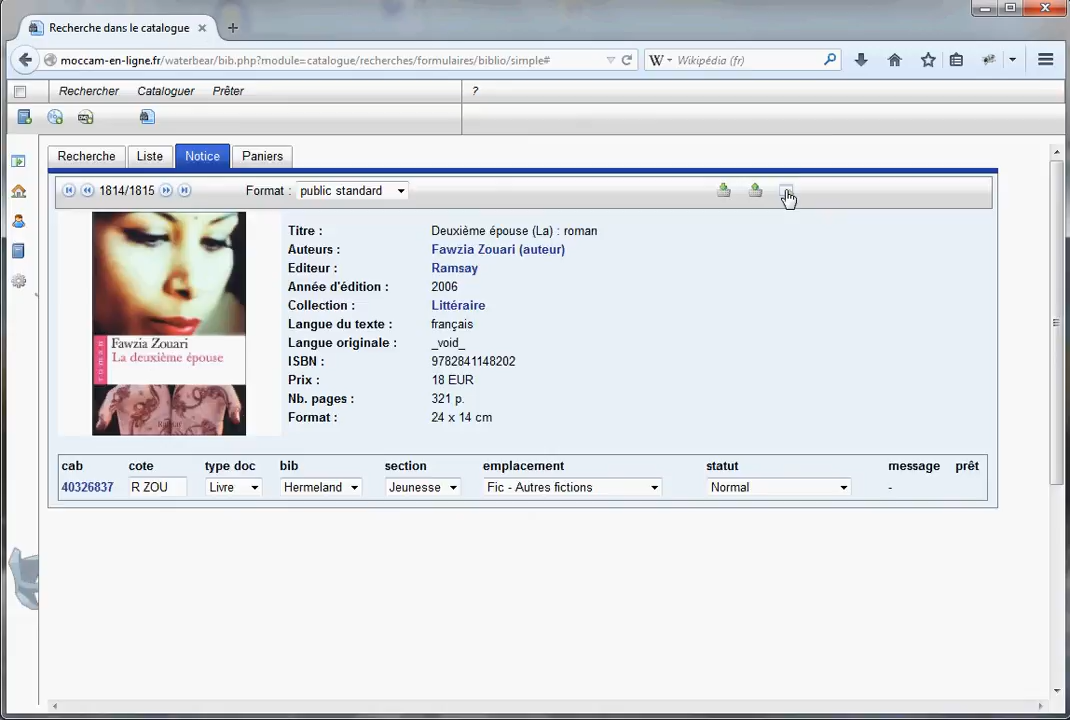 Recherche dans le catalogue
moccam-en-ligne.fr/waterbear/bib.php?module=catalogue/recherches/formulaires/biblio/simple#
W Wikipédia (fr)
Rechercher Cataloguer Prêter ?
Recherche Liste Notice Paniers
1814/1815 Format : public standard
Titre : Deuxième épouse (La) : roman
Auteurs : Fawzia Zouari (auteur)
Editeur : Ramsay
Année d'édition : 2006
Collection : Littéraire
Langue du texte : français
Langue originale : _void_
ISBN : 9782841148202
Prix : 18 EUR
Nb. pages : 321 p.
Format : 24 x 14 cm
roman
Fawzia Zouari
La deuxième épouse
Ramsay
cab cote type doc bib section emplacement statut message prêt
40326837 R ZOU Livre Hermeland Jeunesse Fic - Autres fictions Normal -